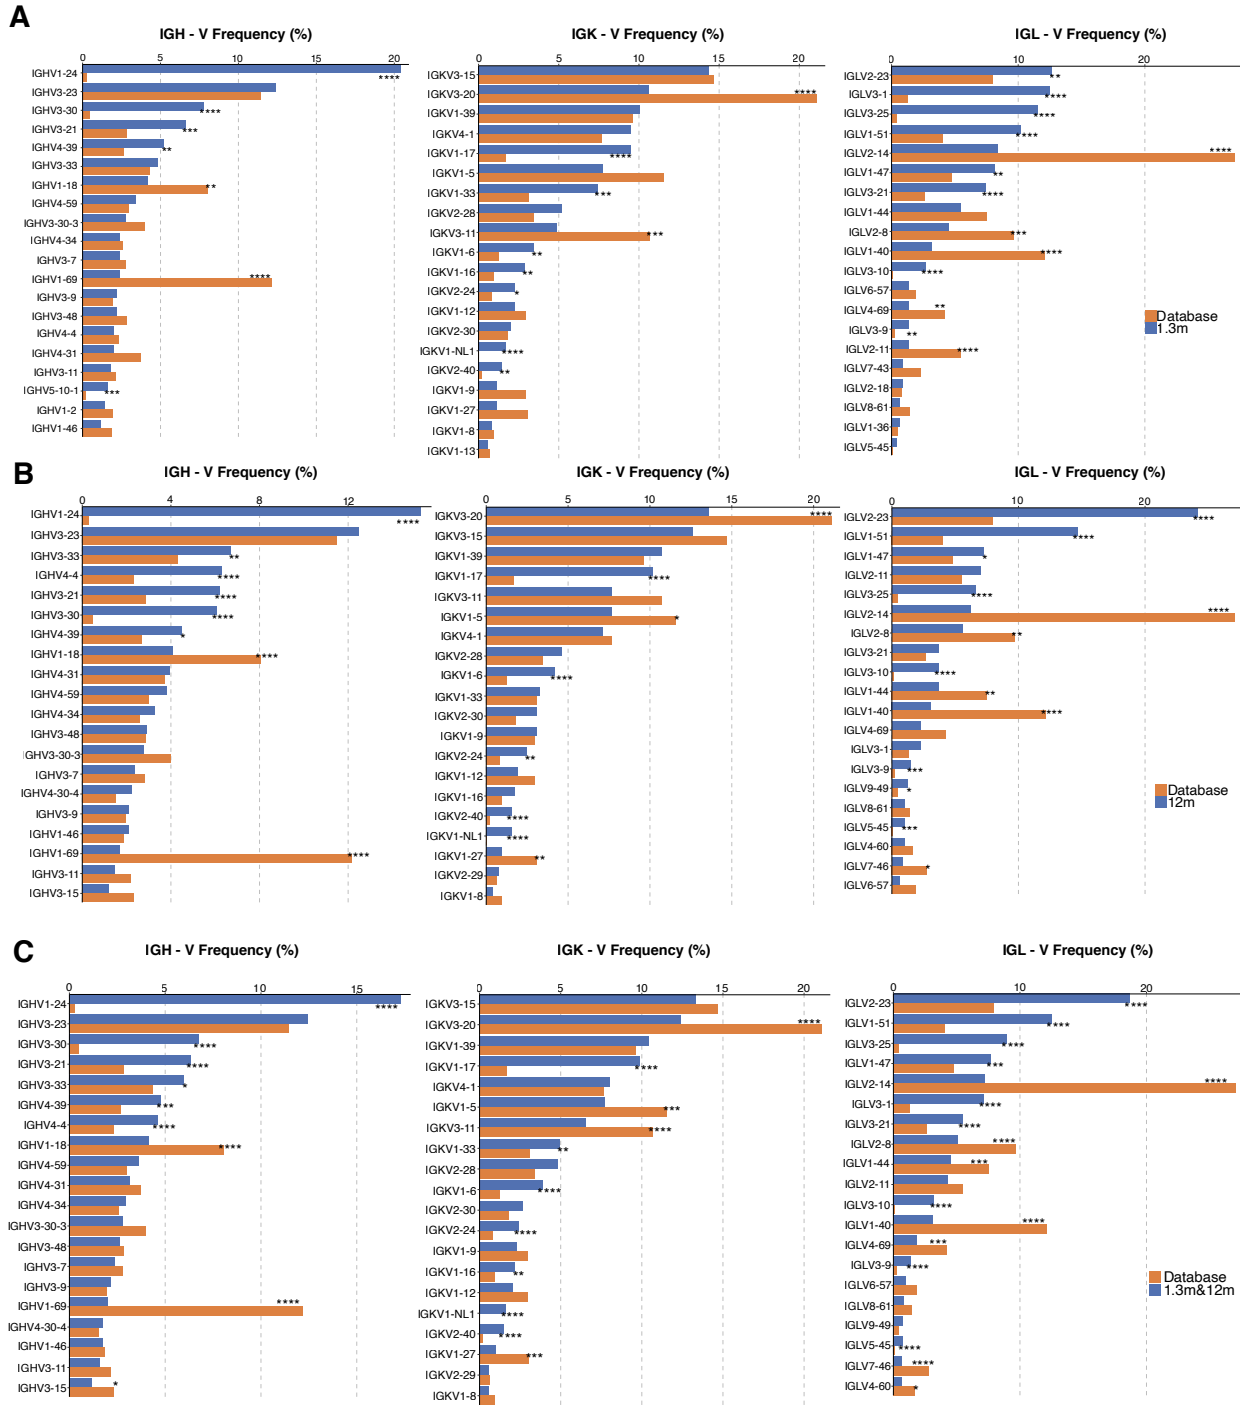 A
IGH - V Frequency (%)
0 5 10 15 20
IGHV1-24 ****
IGHV3-23
IGHV3-30 ****
IGHV3-21 ***
IGHV4-39 **
IGHV3-33
IGHV1-18 **
IGHV4-59
IGHV3-30-3
IGHV4-34
IGHV3-7
IGHV1-69 ****
IGHV3-9
IGHV3-48
IGHV4-4
IGHV4-31
IGHV3-11
IGHV5-10-1 ***
IGHV1-2
IGHV1-46
IGK - V Frequency (%)
0 5 10 15 20
IGKV3-15
IGKV3-20 ****
IGKV1-39
IGKV4-1
IGKV1-17 ****
IGKV1-5
IGKV1-33 ***
IGKV2-28
IGKV3-11 ***
IGKV1-6 **
IGKV1-16 **
IGKV2-24 *
IGKV1-12
IGKV2-30
IGKV1-NL1 ****
IGKV2-40 **
IGKV1-9
IGKV1-27
IGKV1-8
IGKV1-13
IGL - V Frequency (%)
0 10 20
IGLV2-23 **
IGLV3-1 ****
IGLV3-25 ****
IGLV1-51 ****
IGLV2-14 ****
IGLV1-47 **
IGLV3-21 ****
IGLV1-44
IGLV2-8 ***
IGLV1-40 ****
IGLV3-10 ****
IGLV6-57
IGLV4-69 **
IGLV3-9 **
IGLV2-11 ****
IGLV7-43
IGLV2-18
IGLV8-61
IGLV1-36
IGLV5-45
Database
1.3m
B
IGH - V Frequency (%)
0 4 8 12
IGHV1-24 ****
IGHV3-23
IGHV3-33 **
IGHV4-4 ****
IGHV3-21 ****
IGHV3-30 ****
IGHV4-39 *
IGHV1-18 ****
IGHV4-31
IGHV4-59
IGHV4-34
IGHV3-48
IGHV3-30-3
IGHV3-7
IGHV4-30-4
IGHV3-9
IGHV1-46
IGHV1-69 ****
IGHV3-11
IGHV3-15
IGK - V Frequency (%)
0 5 10 15 20
IGKV3-20 ****
IGKV3-15
IGKV1-39
IGKV1-17 ****
IGKV3-11
IGKV1-5 *
IGKV4-1
IGKV2-28
IGKV1-6 ****
IGKV1-33
IGKV2-30
IGKV1-9
IGKV2-24 **
IGKV1-12
IGKV1-16
IGKV2-40 ****
IGKV1-NL1 ****
IGKV1-27 **
IGKV2-29
IGKV1-8
IGL - V Frequency (%)
0 10 20
IGLV2-23 ****
IGLV1-51 ****
IGLV1-47 *
IGLV2-11
IGLV3-25 ****
IGLV2-14 ****
IGLV2-8 **
IGLV3-21
IGLV3-10 ****
IGLV1-44 **
IGLV1-40 ****
IGLV4-69
IGLV3-1
IGLV3-9 ***
IGLV9-49 *
IGLV8-61
IGLV5-45 ***
IGLV4-60
IGLV7-46 *
IGLV6-57
Database
12m
C
IGH - V Frequency (%)
0 5 10 15
IGHV1-24 ****
IGHV3-23
IGHV3-30 ****
IGHV3-21 ****
IGHV3-33 *
IGHV4-39 ***
IGHV4-4 ****
IGHV1-18 ****
IGHV4-59
IGHV4-31
IGHV4-34
IGHV3-30-3
IGHV3-48
IGHV3-7
IGHV3-9
IGHV1-69 ****
IGHV4-30-4
IGHV1-46
IGHV3-11
IGHV3-15 *
IGK - V Frequency (%)
0 5 10 15 20
IGKV3-15
IGKV3-20 ****
IGKV1-39
IGKV1-17 ****
IGKV4-1
IGKV1-5 ***
IGKV3-11 ****
IGKV1-33 **
IGKV2-28
IGKV1-6 ****
IGKV2-30
IGKV2-24 ****
IGKV1-9
IGKV1-16 **
IGKV1-12
IGKV1-NL1 ****
IGKV2-40 ****
IGKV1-27 ***
IGKV2-29
IGKV1-8
IGL - V Frequency (%)
0 10 20
IGLV2-23 ****
IGLV1-51 ****
IGLV3-25 ****
IGLV1-47 ***
IGLV2-14 ****
IGLV3-1 ****
IGLV3-21 ****
IGLV2-8 ****
IGLV1-44 ***
IGLV2-11
IGLV3-10 ****
IGLV1-40 ****
IGLV4-69 ***
IGLV3-9 ****
IGLV6-57
IGLV8-61
IGLV9-49
IGLV5-45 ****
IGLV7-46 ****
IGLV4-60 *
Database
1.3m&12m